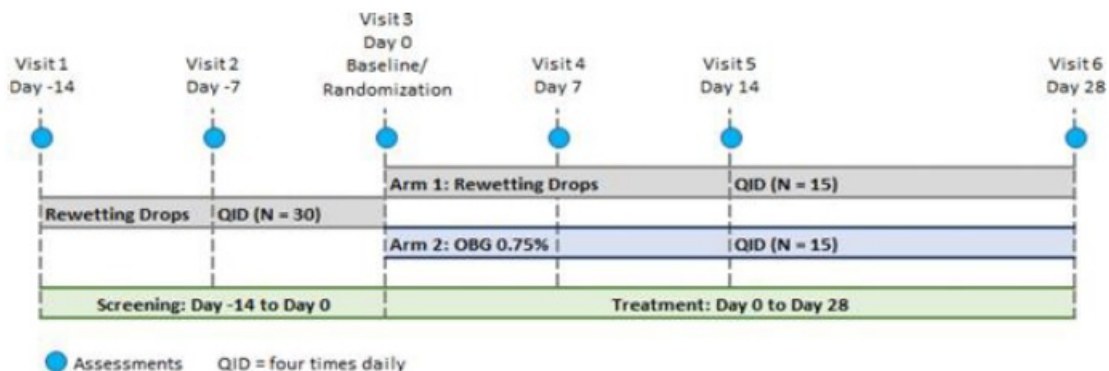 Visit 1
Day -14
Visit 2
Day -7
Visit 3
Day 0
Baseline/
Randomization
Visit 4
Day 7
Visit 5
Day 14
Visit 6
Day 28
Arm 1: Rewetting Drops QID (N = 15)
Rewetting Drops QID (N = 30)
Arm 2: OBG 0.75% QID (N = 15)
Screening: Day -14 to Day 0
Treatment: Day 0 to Day 28
Assessments QID = four times daily